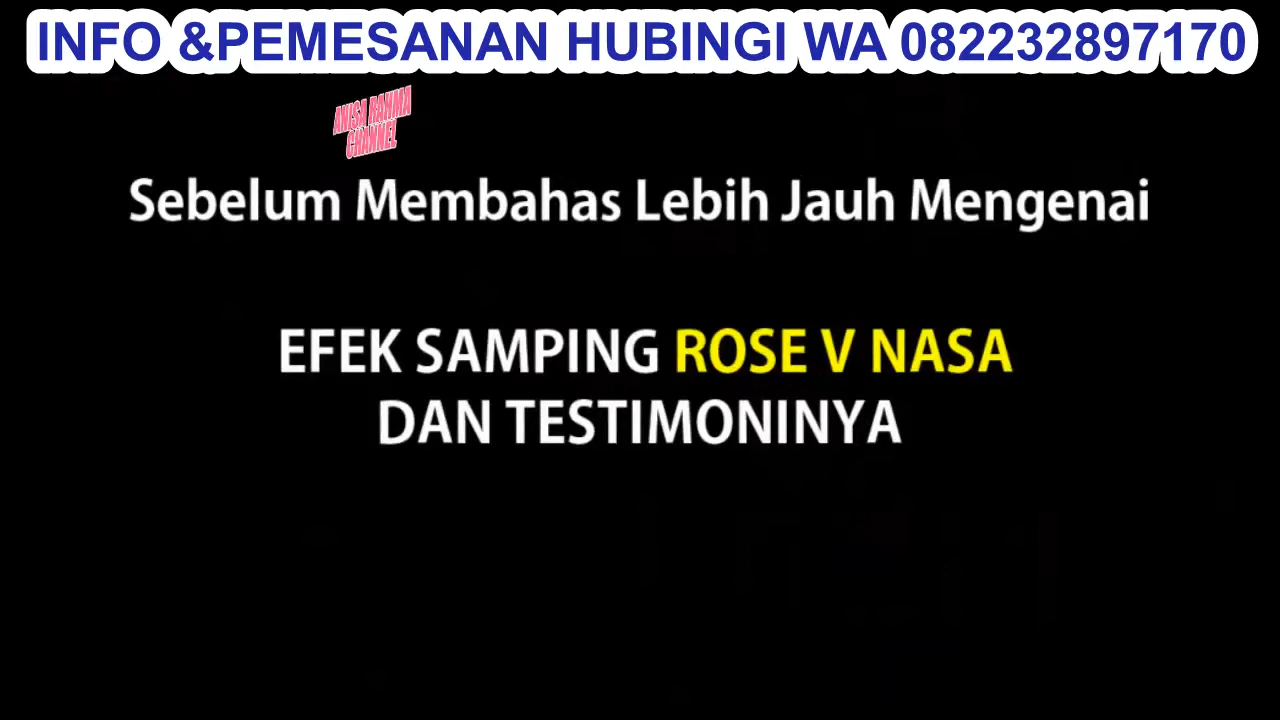 INFO &PEMESANAN HUBINGI WA 082232897170
ANISA RAHMA
CHANNEL
Sebelum Membahas Lebih Jauh Mengenai
EFEK SAMPING ROSE V NASA
DAN TESTIMONINYA